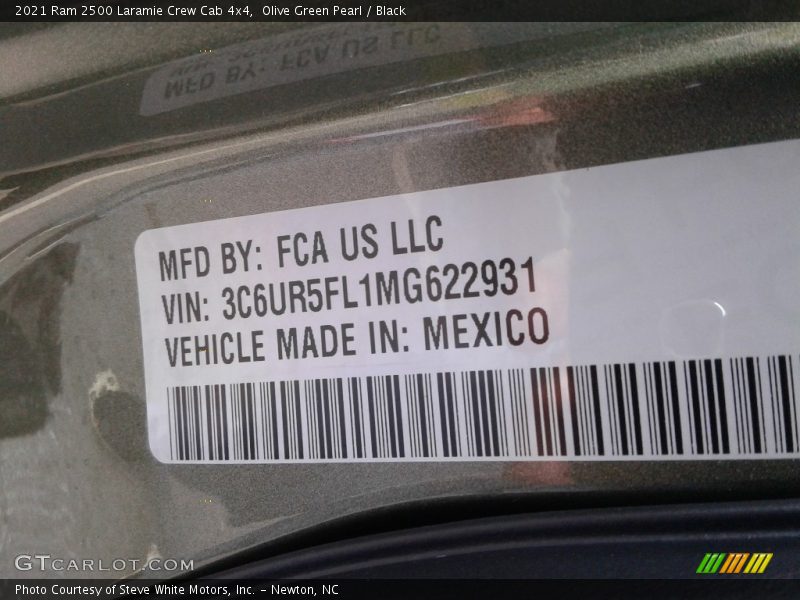 2021 Ram 2500 Laramie Crew Cab 4x4, Olive Green Pearl / Black
MFD BY: FCA US LLC
MFD BY: FCA US LLC
VIN: 3C6UR5FL1MG622931
VEHICLE MADE IN: MEXICO
GTCARLOT.COM
Photo Courtesy of Steve White Motors, Inc. – Newton, NC